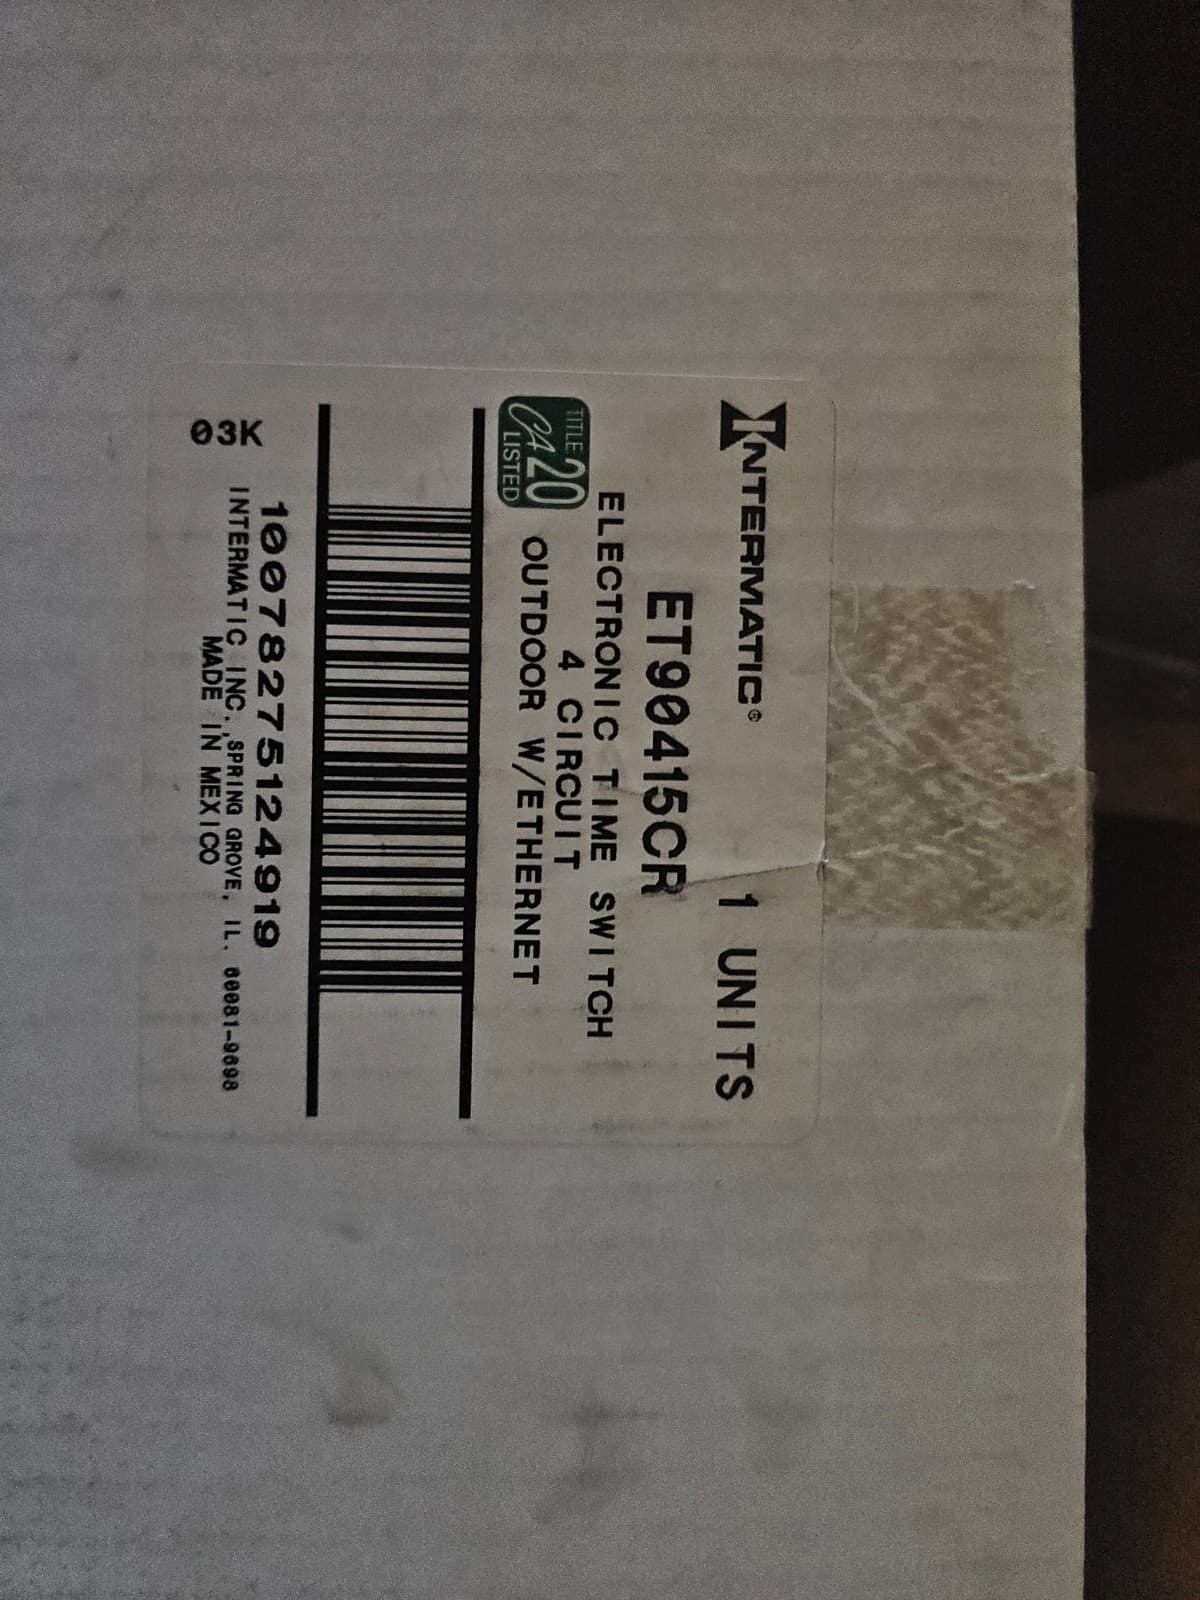 INTERMATIC® 1 UNITS
ET90415CR
ELECTRONIC TIME SWITCH
4 CIRCUIT
OUTDOOR W/ETHERNET
TITLE 20
CA
LISTED
10078275124919
03K
INTERMATIC INC., SPRING GROVE, IL. 60081-9698
MADE IN MEXICO